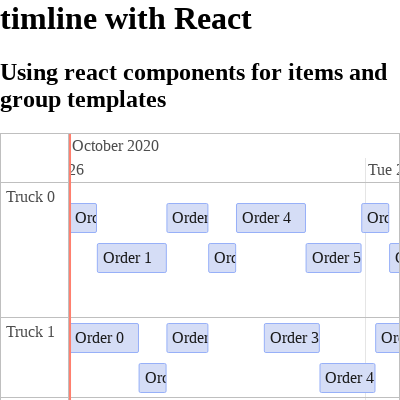 timline with React
Using react components for items and
group templates
October 2020
26 Tue 2
Truck 0
Ord Order Order 4 Ord
Order 1 Ord Order 5
Truck 1
Order 0 Order Order 3 Or
Ord Order 4